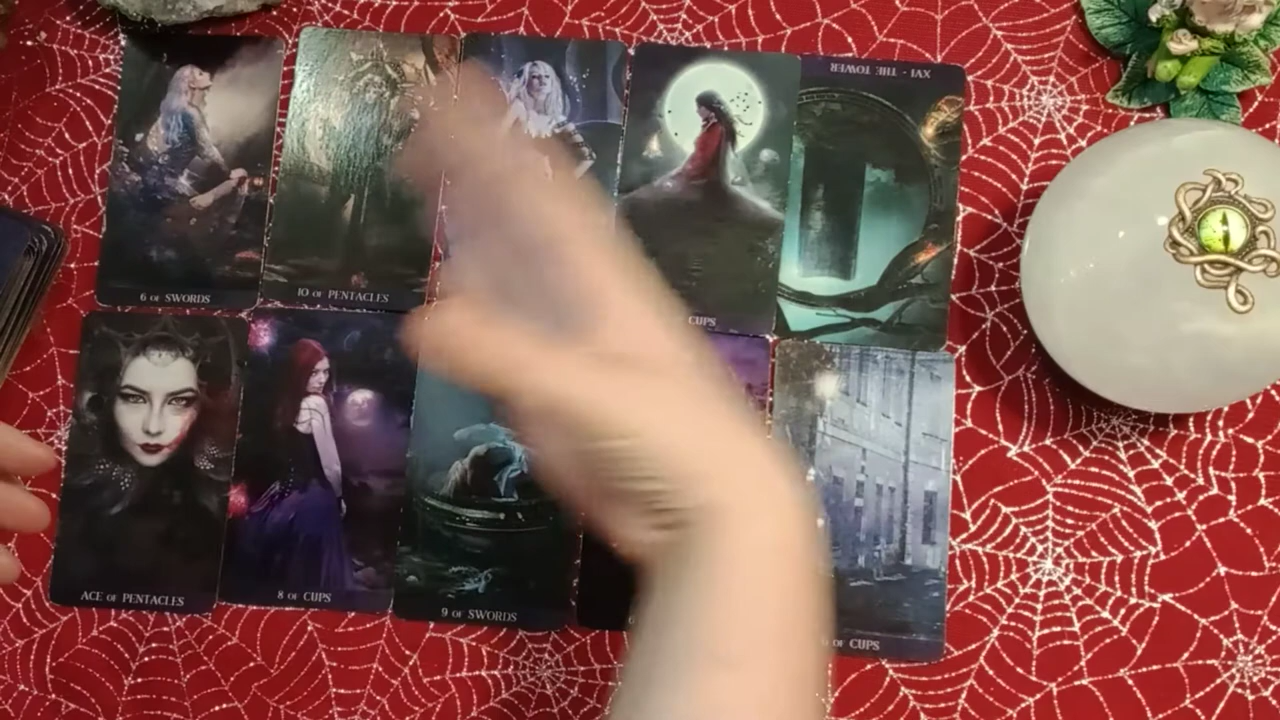 XVI - THE TOWER
6 OF SWORDS
10 OF PENTACLES
CUPS
ACE OF PENTACLES
8 OF CUPS
9 OF SWORDS
OF CUPS